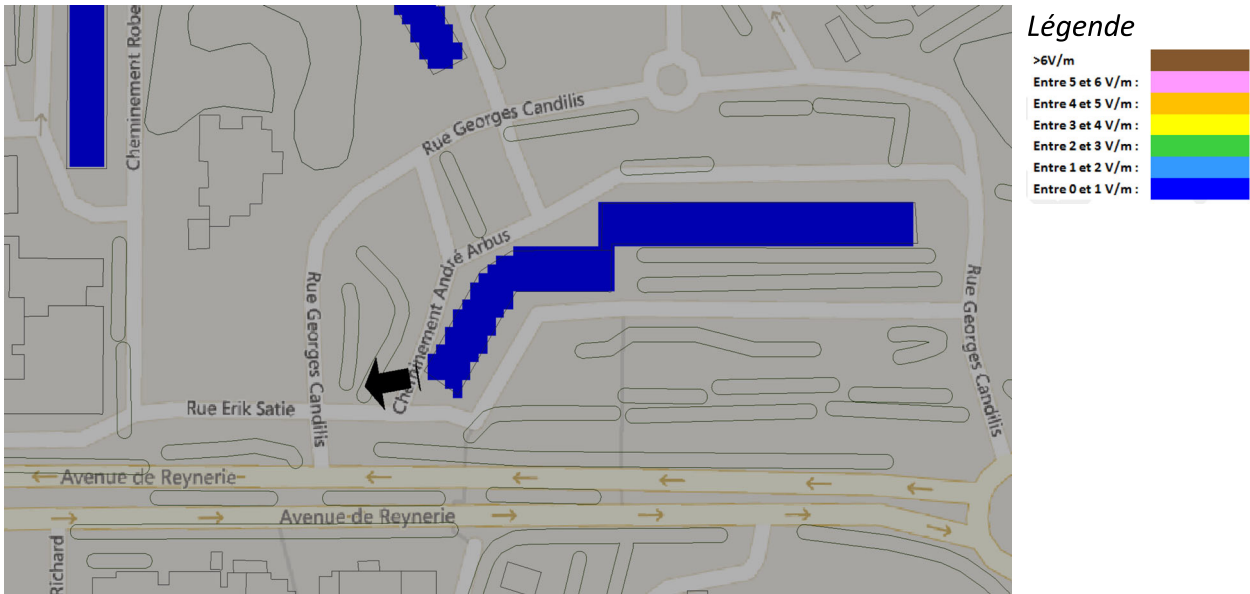 Légende
>6V/m
Entre 5 et 6 V/m :
Entre 4 et 5 V/m :
Entre 3 et 4 V/m :
Entre 2 et 3 V/m :
Entre 1 et 2 V/m :
Entre 0 et 1 V/m :
Cheminement Robe
Rue Georges Candilis
Cheminement André Arbus
Rue Georges Candilis
Rue Georges Candilis
Rue Erik Satie
Avenue de Reynerie
Avenue de Reynerie
Richard